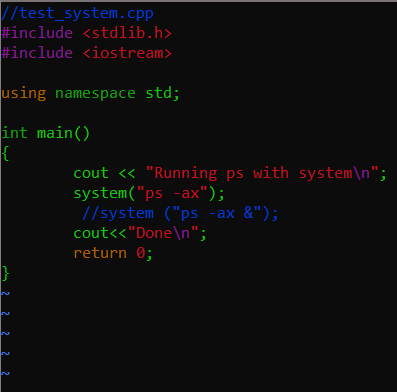 //test_system.cpp
#include <stdlib.h>
#include <iostream>

using namespace std;

int main()
{
        cout << "Running ps with system\n";
        system("ps -ax");
         //system ("ps -ax &");
        cout<<"Done\n";
        return 0;
}
~
~
~
~
~